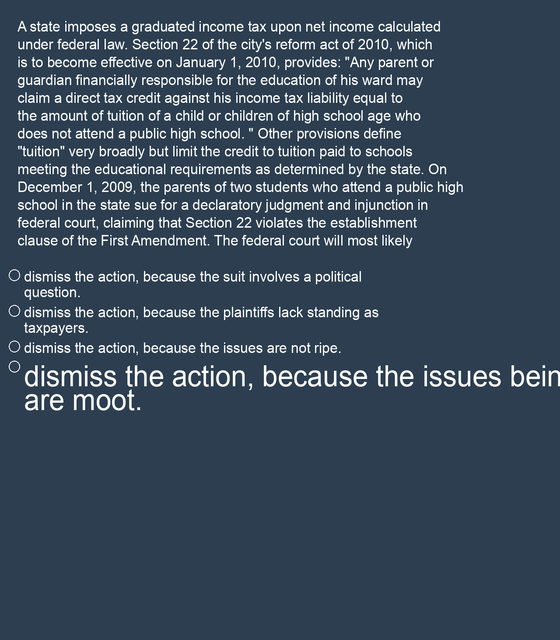 A state imposes a graduated income tax upon net income calculated
under federal law. Section 22 of the city's reform act of 2010, which
is to become effective on January 1, 2010, provides: "Any parent or
guardian financially responsible for the education of his ward may
claim a direct tax credit against his income tax liability equal to
the amount of tuition of a child or children of high school age who
does not attend a public high school. " Other provisions define
"tuition" very broadly but limit the credit to tuition paid to schools
meeting the educational requirements as determined by the state. On
December 1, 2009, the parents of two students who attend a public high
school in the state sue for a declaratory judgment and injunction in
federal court, claiming that Section 22 violates the establishment
clause of the First Amendment. The federal court will most likely
dismiss the action, because the suit involves a political
question.
dismiss the action, because the plaintiffs lack standing as
taxpayers.
dismiss the action, because the issues are not ripe.
dismiss the action, because the issues bein
are moot.